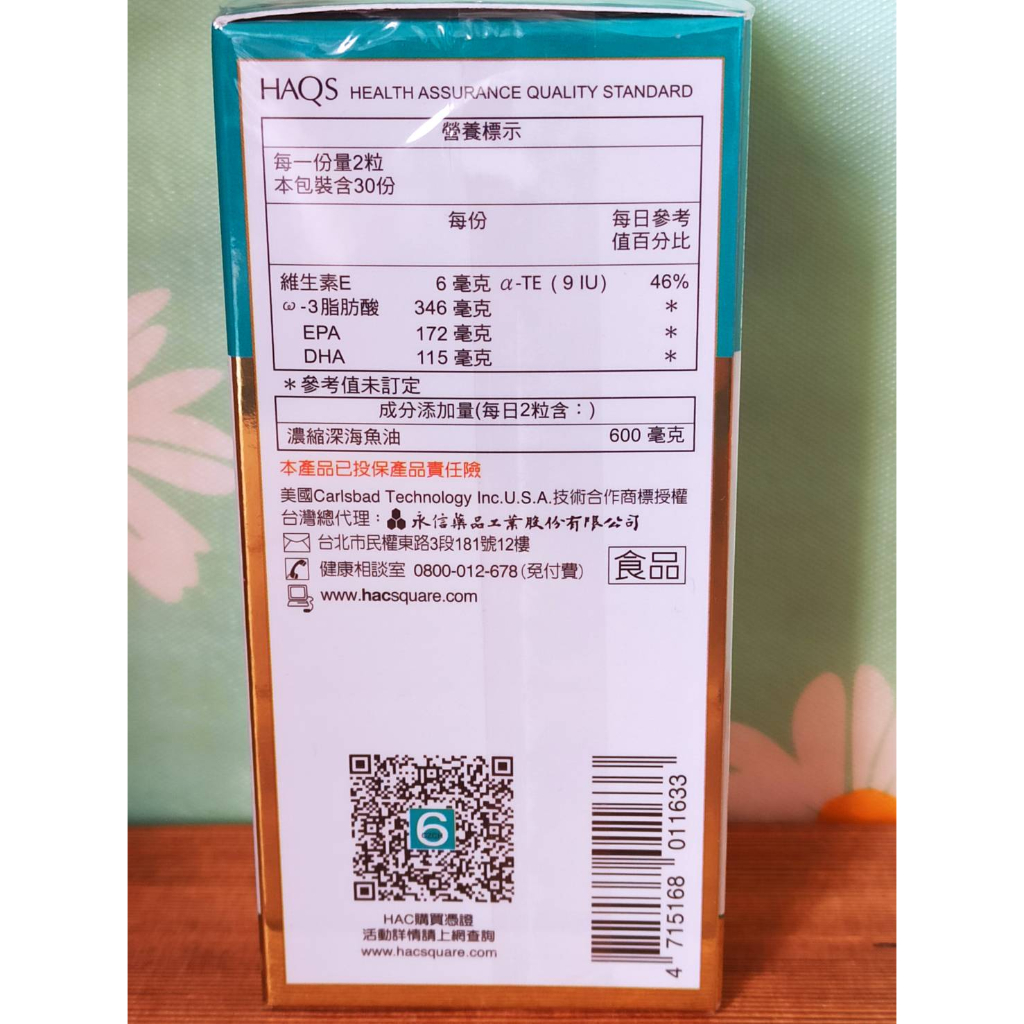 HAQS HEALTH ASSURANCE QUALITY STANDARD
營養標示
每一份量2粒
本包裝含30份
每份 每日參考
值百分比
維生素E 6 毫克 α-TE ( 9 IU) 46%
ω-3脂肪酸 346 毫克 *
EPA 172 毫克 *
DHA 115 毫克 *
*參考值未訂定
成分添加量(每日2粒含:)
濃縮深海魚油 600 毫克
本產品已投保產品責任險
美國Carlsbad Technology Inc.U.S.A.技術合作商標授權
台灣總代理：永信藥品工業股份有限公司
台北市民權東路3段181號12樓
健康相談室 0800-012-678(免付費)
食品
www.hacsquare.com
6
HAC購買憑證
活動詳情請上網查詢
www.hacsquare.com
4 715168 011633